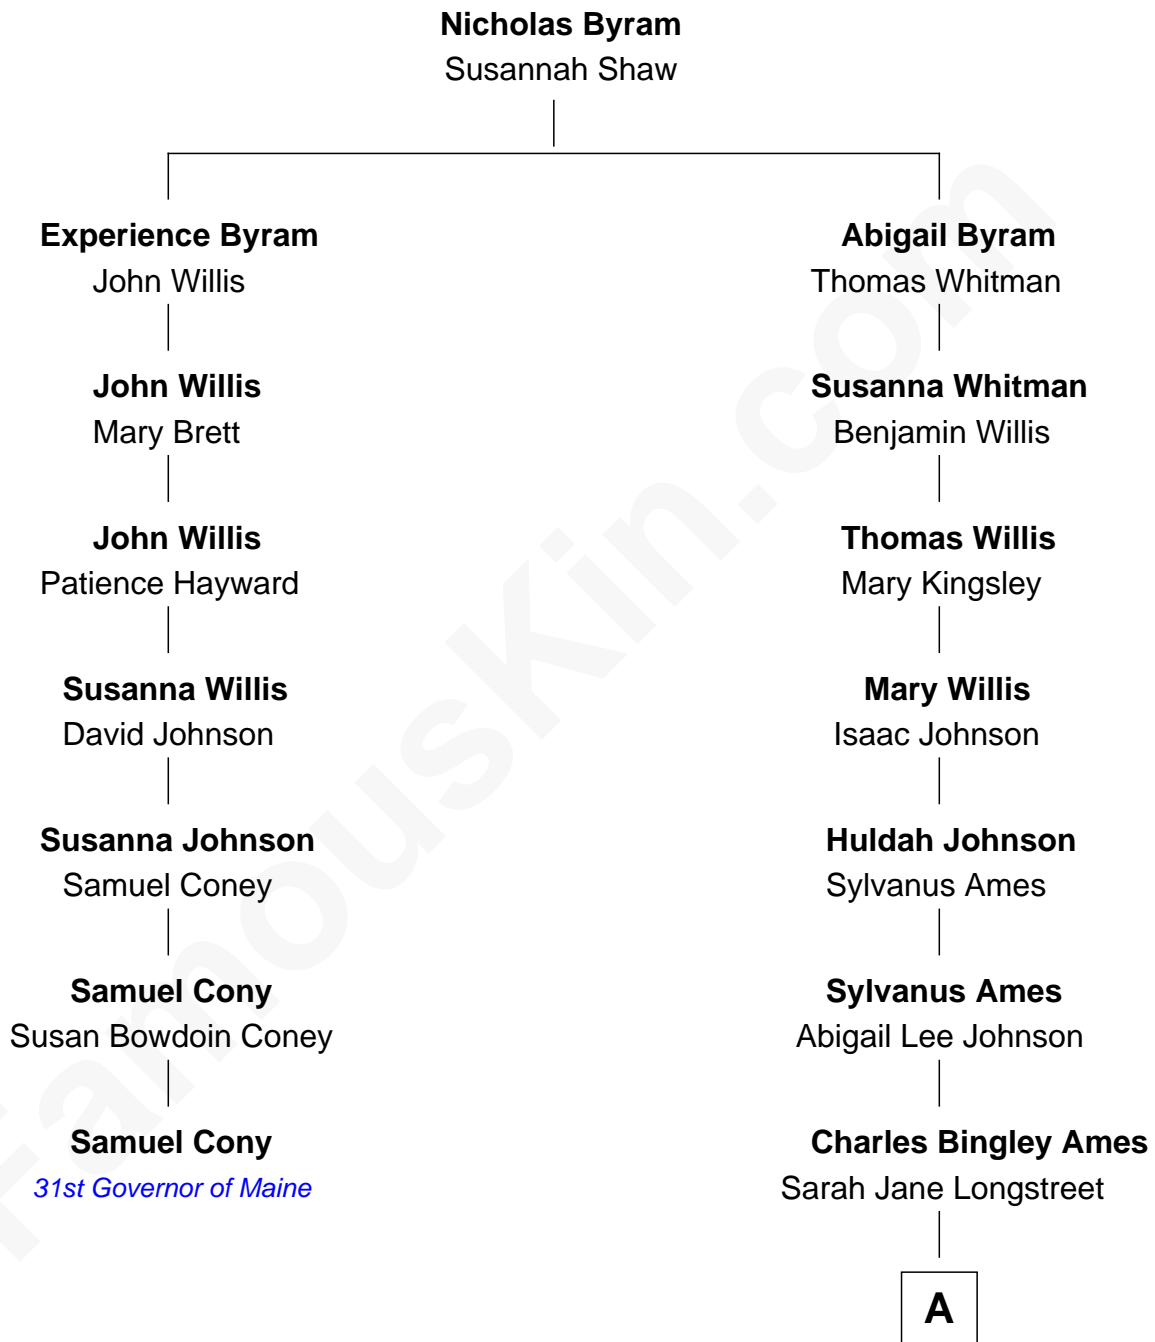 Nicholas Byram
Susannah Shaw
Experience Byram
John Willis
John Willis
Mary Brett
John Willis
Patience Hayward
Susanna Willis
David Johnson
Susanna Johnson
Samuel Coney
Samuel Cony
Susan Bowdoin Coney
Samuel Cony
31st Governor of Maine
Abigail Byram
Thomas Whitman
Susanna Whitman
Benjamin Willis
Thomas Willis
Mary Kingsley
Mary Willis
Isaac Johnson
Huldah Johnson
Sylvanus Ames
Sylvanus Ames
Abigail Lee Johnson
Charles Bingley Ames
Sarah Jane Longstreet
A
FamousKin.com